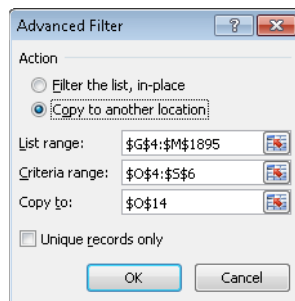 Advanced Filter
Action
Filter the list, in-place
Copy to another location
List range: $G$4:$M$1895
Criteria range: $O$4:$S$6
Copy to: $O$14
Unique records only
OK Cancel